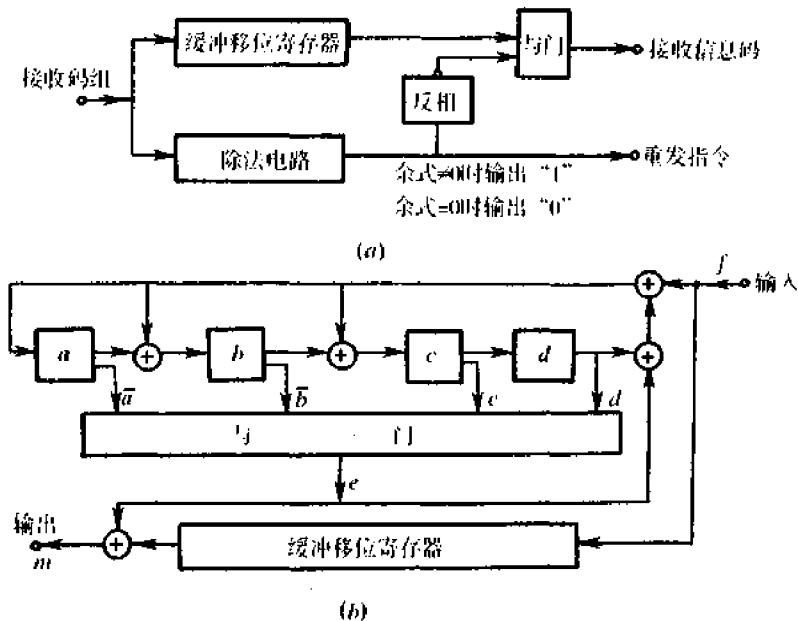 缓冲移位寄存器
与门
接收信息码
接收码组
反相
除法电路
重发指令
余式≠0时输出“1”
余式=0时输出“0”
(a)
f
输入
a
b
c
d
a̅
b̅
c
d
与 门
e
输出
m
缓冲移位寄存器
(b)